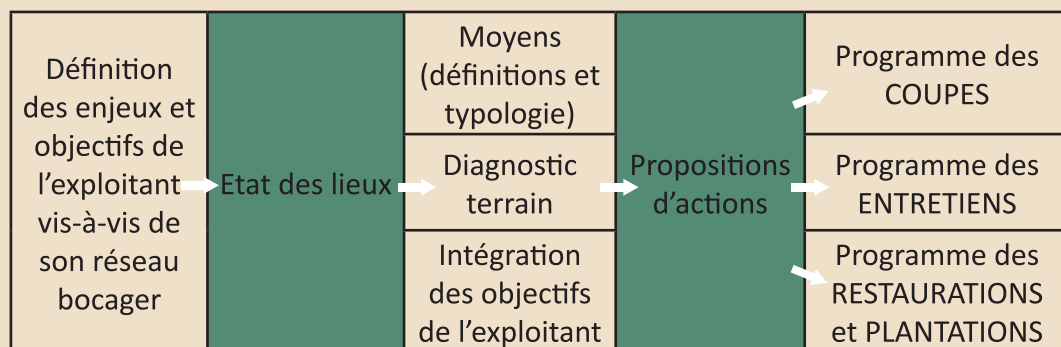 Définition
des enjeux et
objectifs de
l’exploitant
vis-à-vis de
son réseau
bocager
Etat des lieux
Moyens
(définitions et
typologie)
Diagnostic
terrain
Intégration
des objectifs
de l’exploitant
Propositions
d’actions
Programme des
COUPES
Programme des
ENTRETIENS
Programme des
RESTAURATIONS
et PLANTATIONS